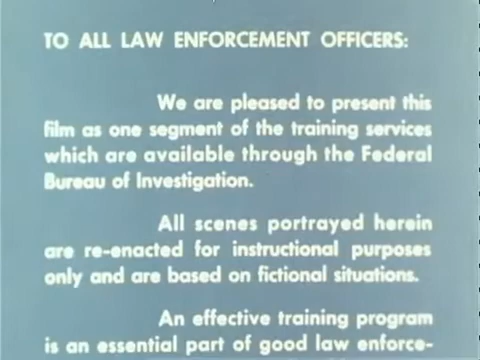 TO ALL LAW ENFORCEMENT OFFICERS:
We are pleased to present this
film as one segment of the training services
which are available through the Federal
Bureau of Investigation.
All scenes portrayed herein
are re-enacted for instructional purposes
only and are based on fictional situations.
An effective training program
is an essential part of good law enforce-